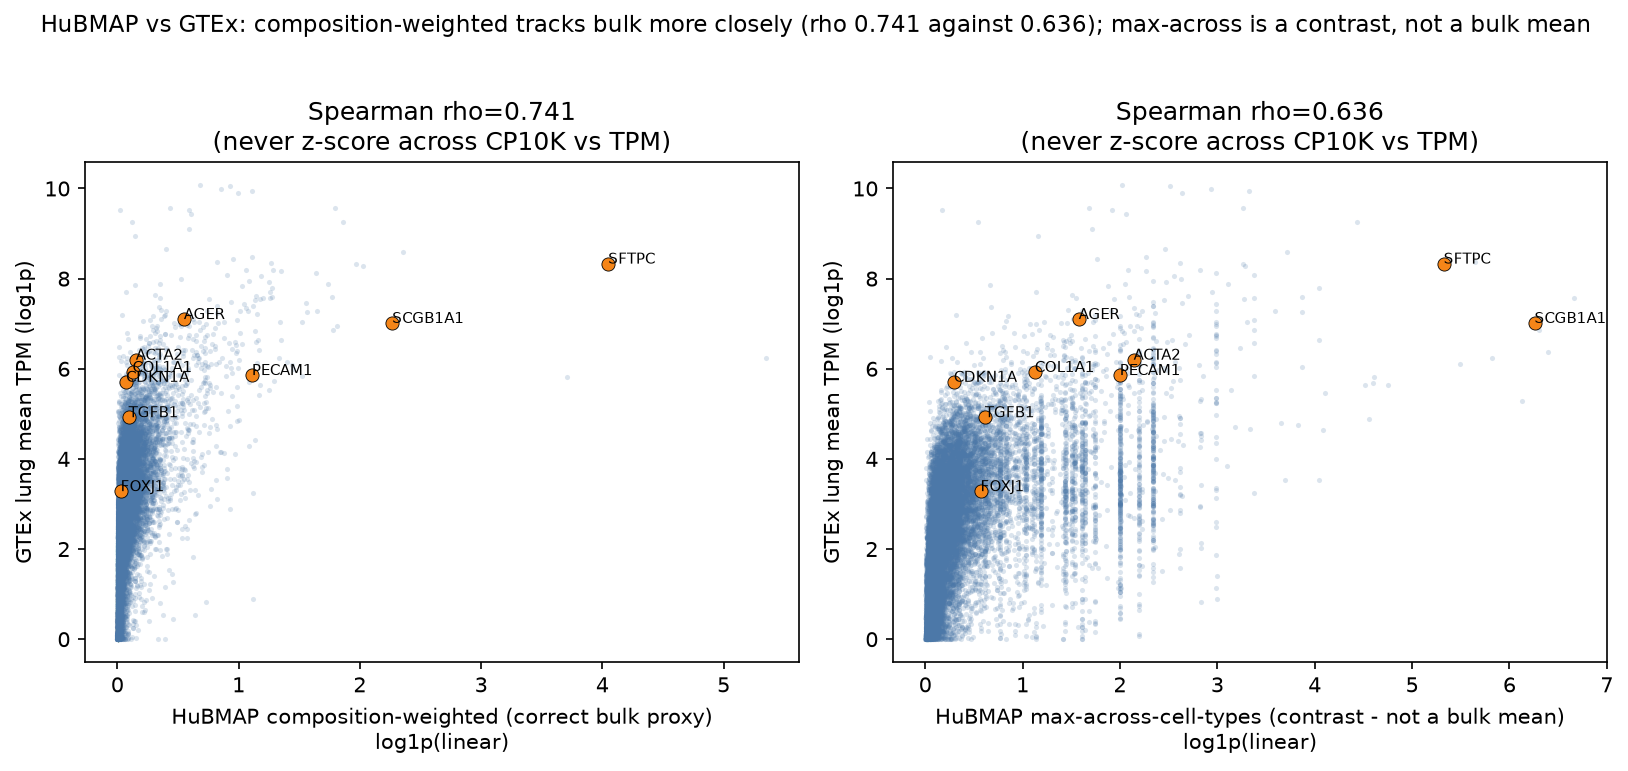 HuBMAP vs GTEx: composition-weighted tracks bulk more closely (rho 0.741 against 0.636); max-across is a contrast, not a bulk mean
Spearman rho=0.741
(never z-score across CP10K vs TPM)
GTEx lung mean TPM (log1p)
10
8
6
4
2
0
SFTPC
SCGB1A1
AGER
ACTA2
COL1A1
CDKN1A
PECAM1
TGFB1
FOXJ1
0 1 2 3 4 5
HuBMAP composition-weighted (correct bulk proxy)
log1p(linear)
Spearman rho=0.636
(never z-score across CP10K vs TPM)
GTEx lung mean TPM (log1p)
10
8
6
4
2
0
SFTPC
SCGB1A1
AGER
ACTA2
COL1A1
PECAM1
CDKN1A
TGFB1
FOXJ1
0 1 2 3 4 5 6 7
HuBMAP max-across-cell-types (contrast - not a bulk mean)
log1p(linear)